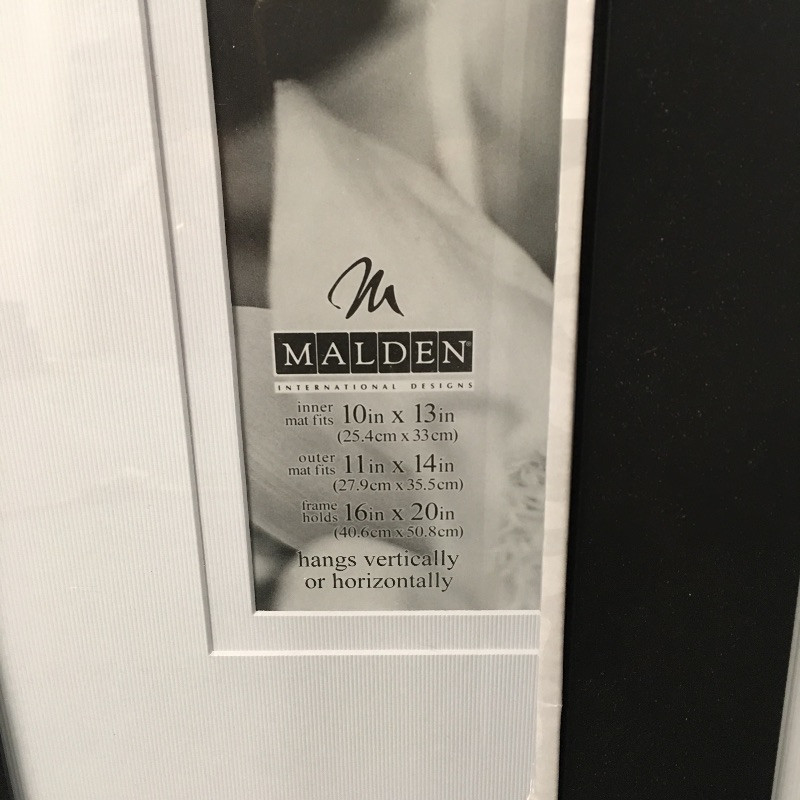 M
MALDEN®
INTERNATIONAL DESIGNS
inner mat fits 10in x 13in
(25.4cm x 33cm)
outer mat fits 11in x 14in
(27.9cm x 35.5cm)
frame holds 16in x 20in
(40.6cm x 50.8cm)
hangs vertically
or horizontally